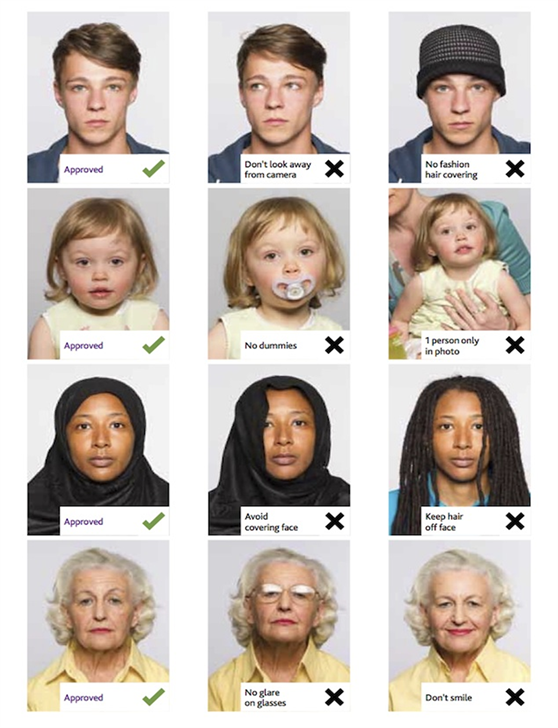 Approved
Don't look away
from camera
No fashion
hair covering
Approved
No dummies
1 person only
in photo
Approved
Avoid
covering face
Keep hair
off face
Approved
No glare
on glasses
Don't smile